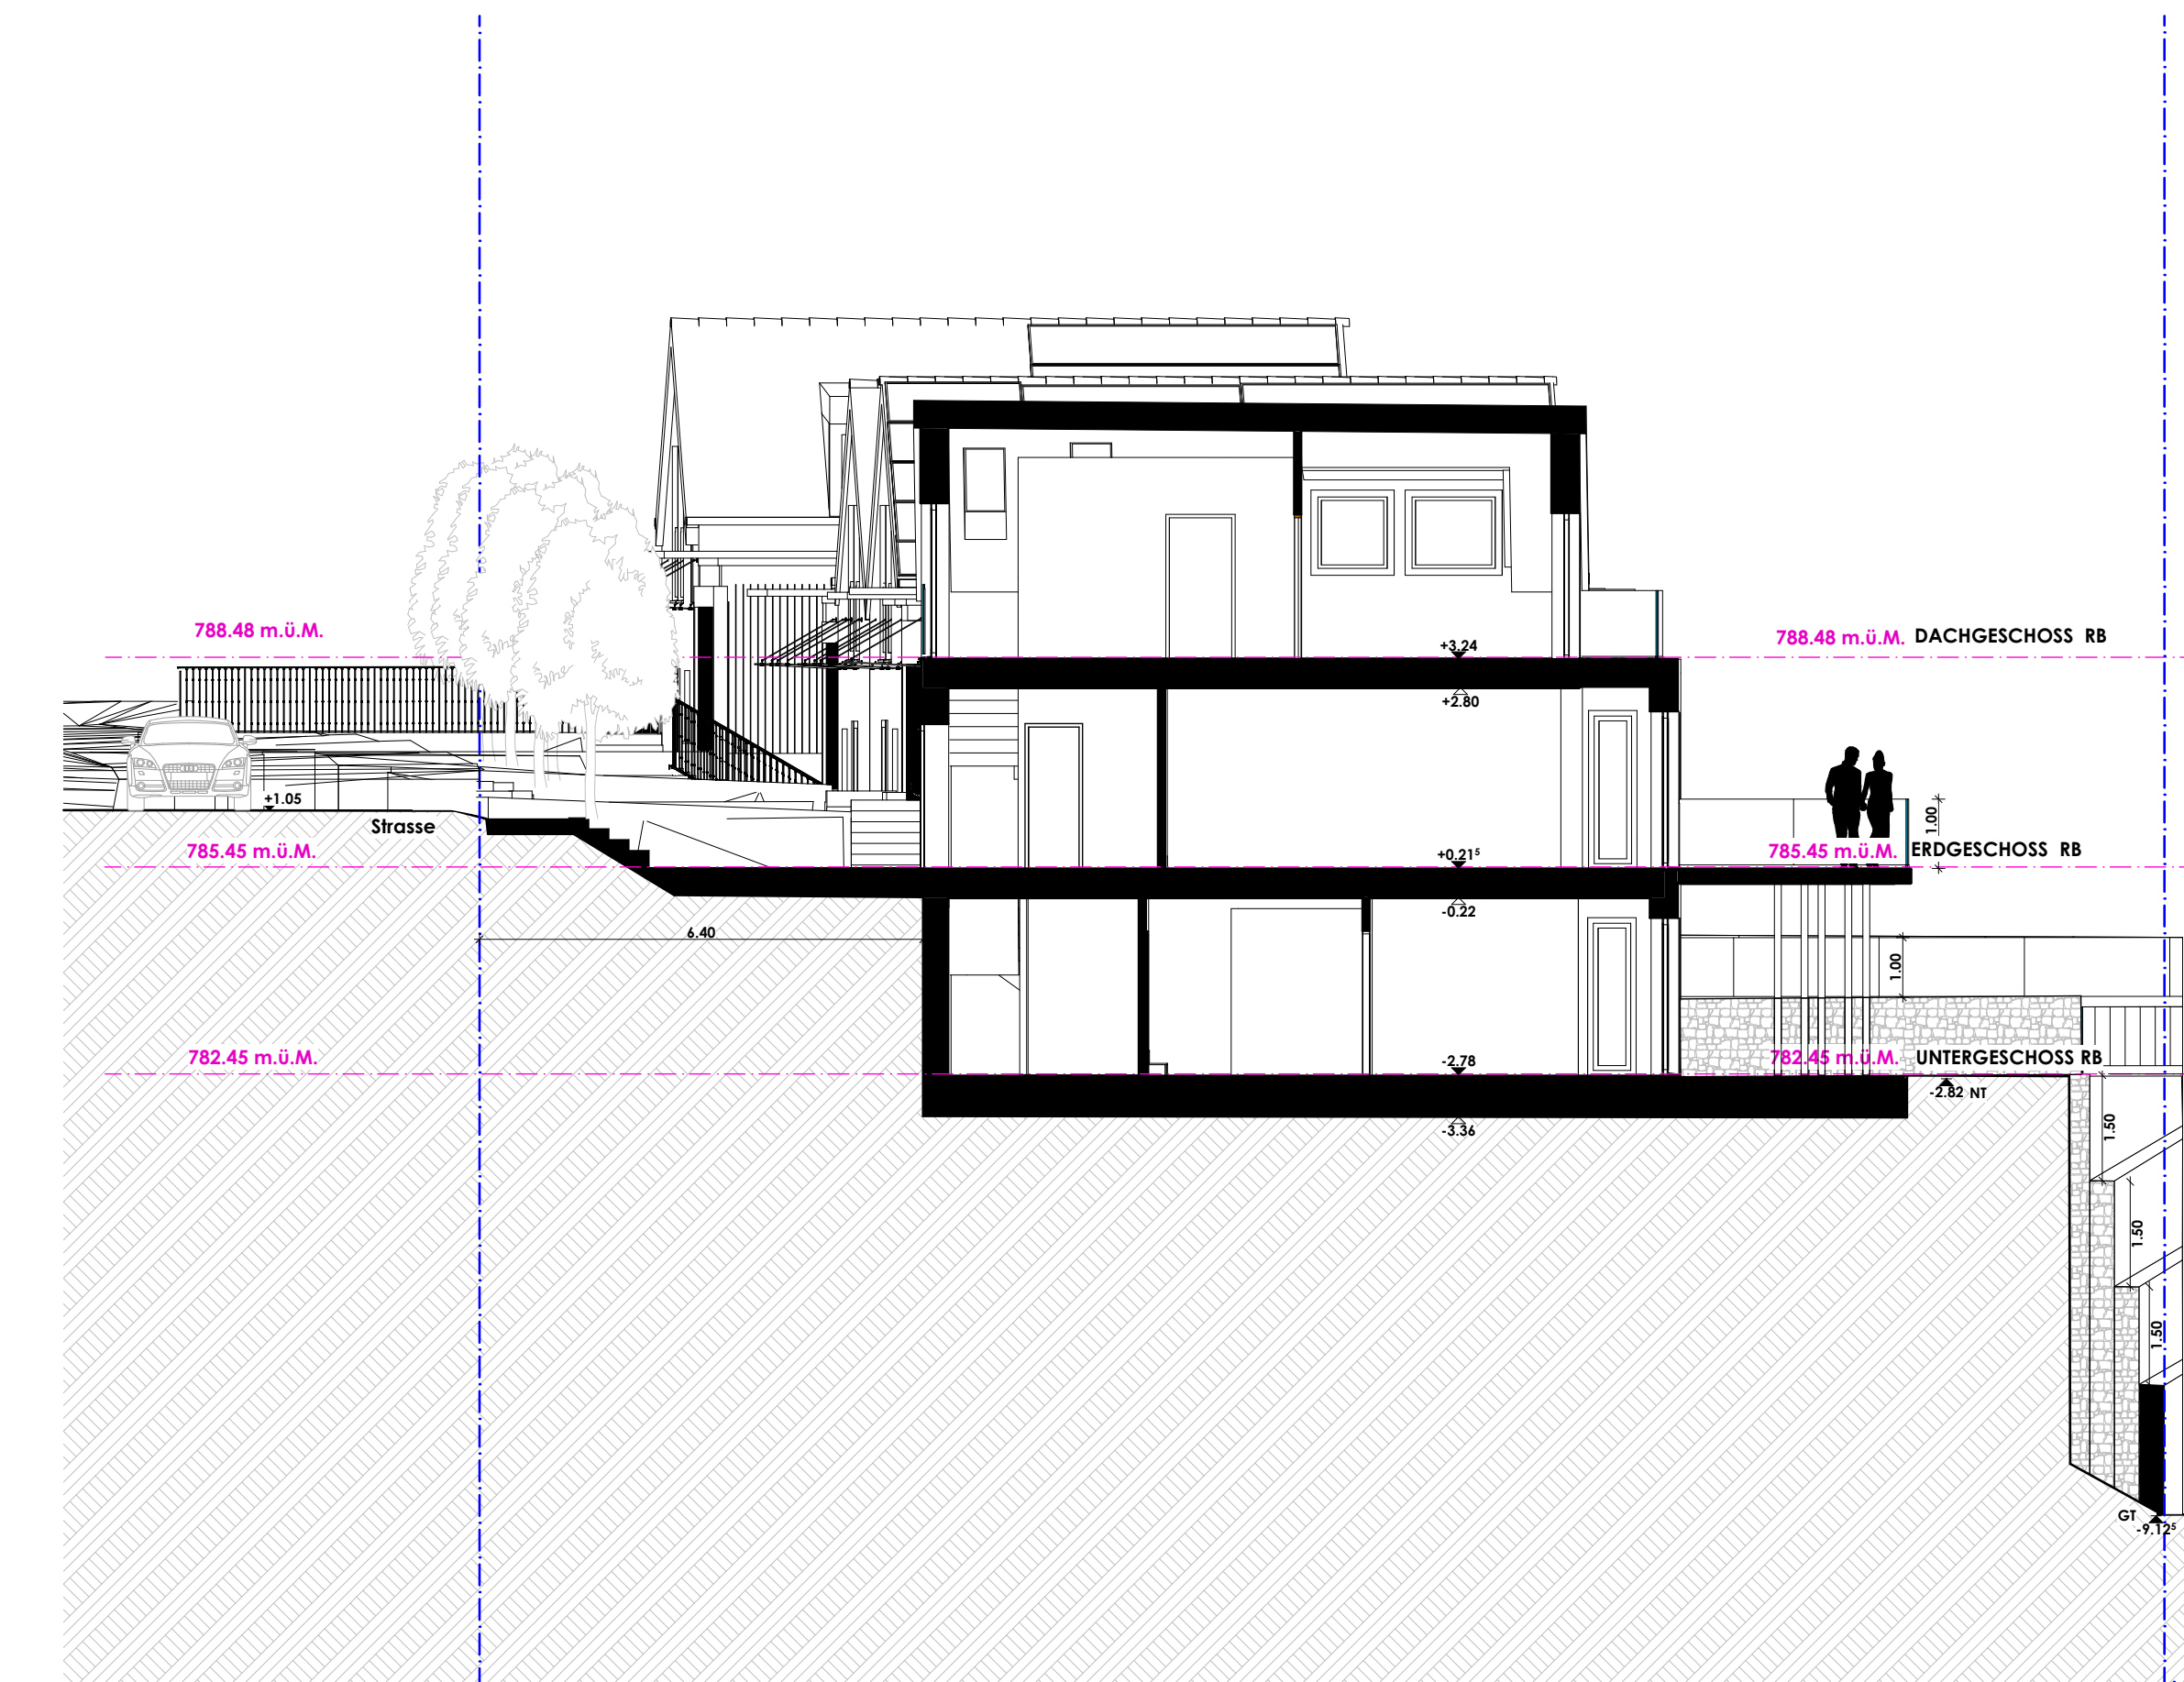 788.48 m.ü.M.
788.48 m.ü.M. DACHGESCHOSS RB
+3.24
+2.80
+1.05
Strasse
1.00
785.45 m.ü.M.
+0.21⁵
785.45 m.ü.M. ERDGESCHOSS RB
-0.22
6.40
1.00
782.45 m.ü.M.
-2.78
782.45 m.ü.M. UNTERGESCHOSS RB
-2.82 NT
-3.36
1.50
1.50
1.50
GT
-9.12⁵